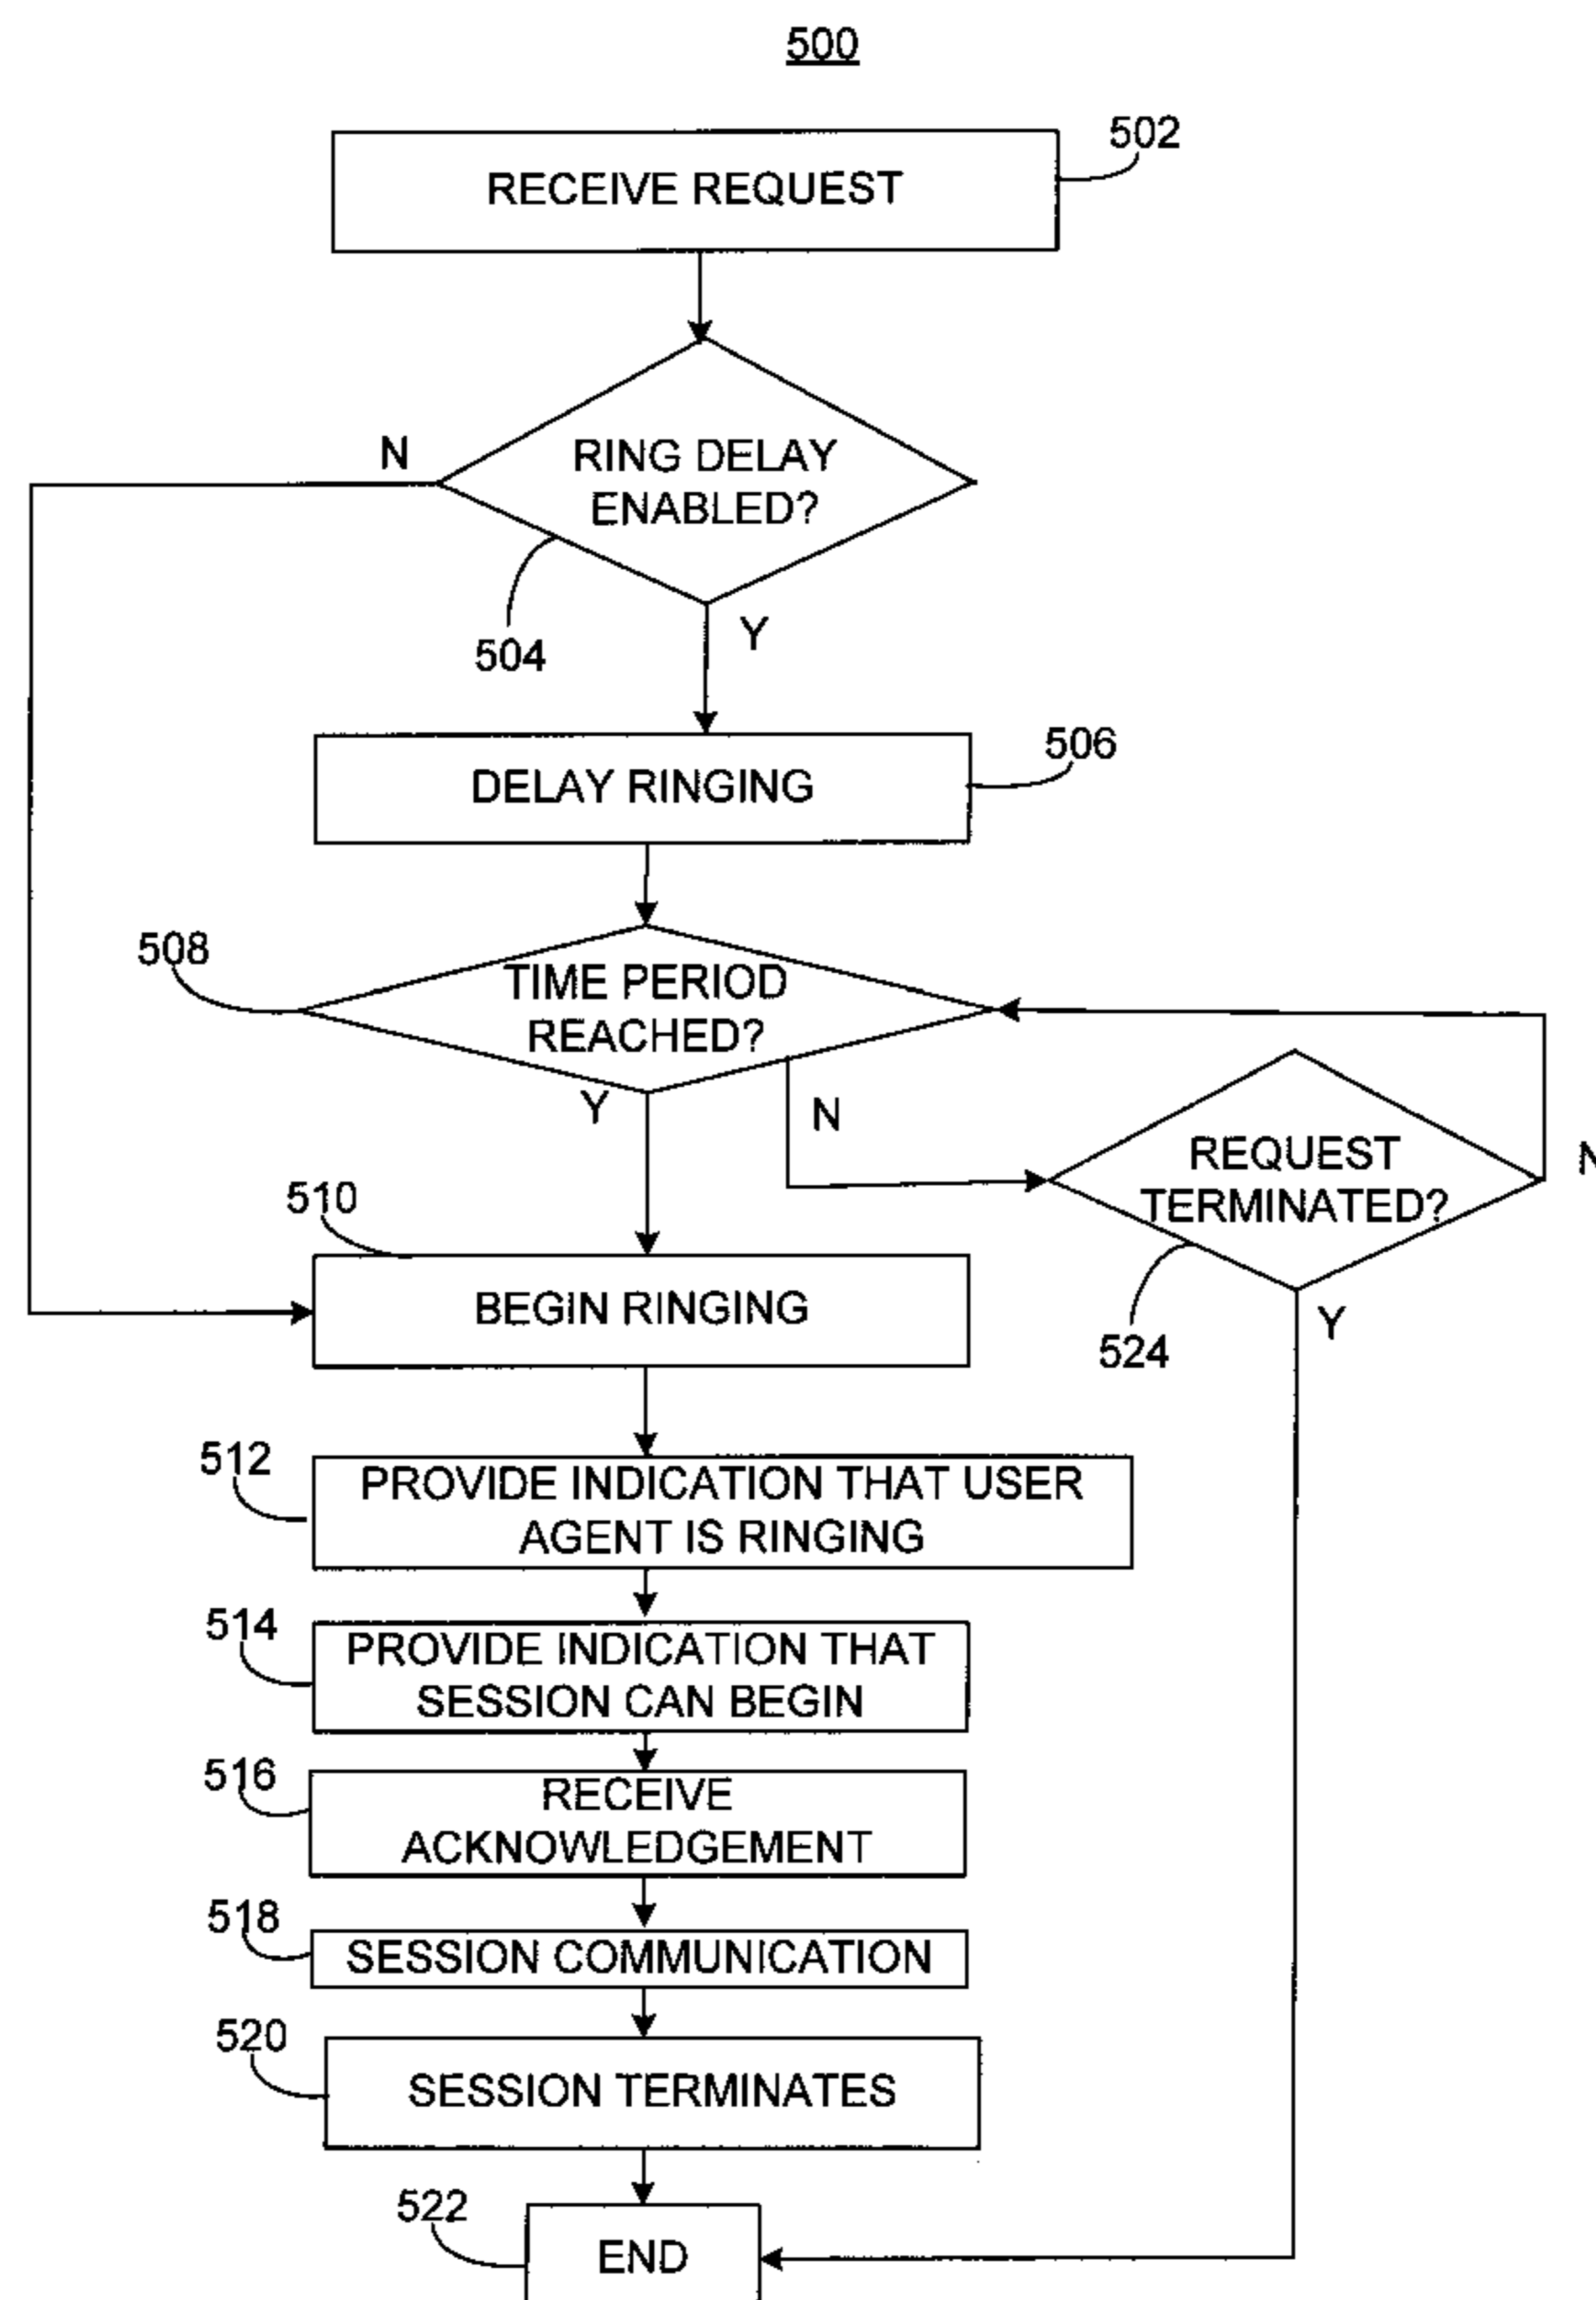 500
502
RECEIVE REQUEST
N
RING DELAY
ENABLED?
504
Y
506
DELAY RINGING
508
TIME PERIOD
REACHED?
Y
N
REQUEST
TERMINATED?
N
510
BEGIN RINGING
524
Y
512
PROVIDE INDICATION THAT USER
AGENT IS RINGING
514
PROVIDE INDICATION THAT
SESSION CAN BEGIN
516
RECEIVE
ACKNOWLEDGEMENT
518
SESSION COMMUNICATION
520
SESSION TERMINATES
522
END